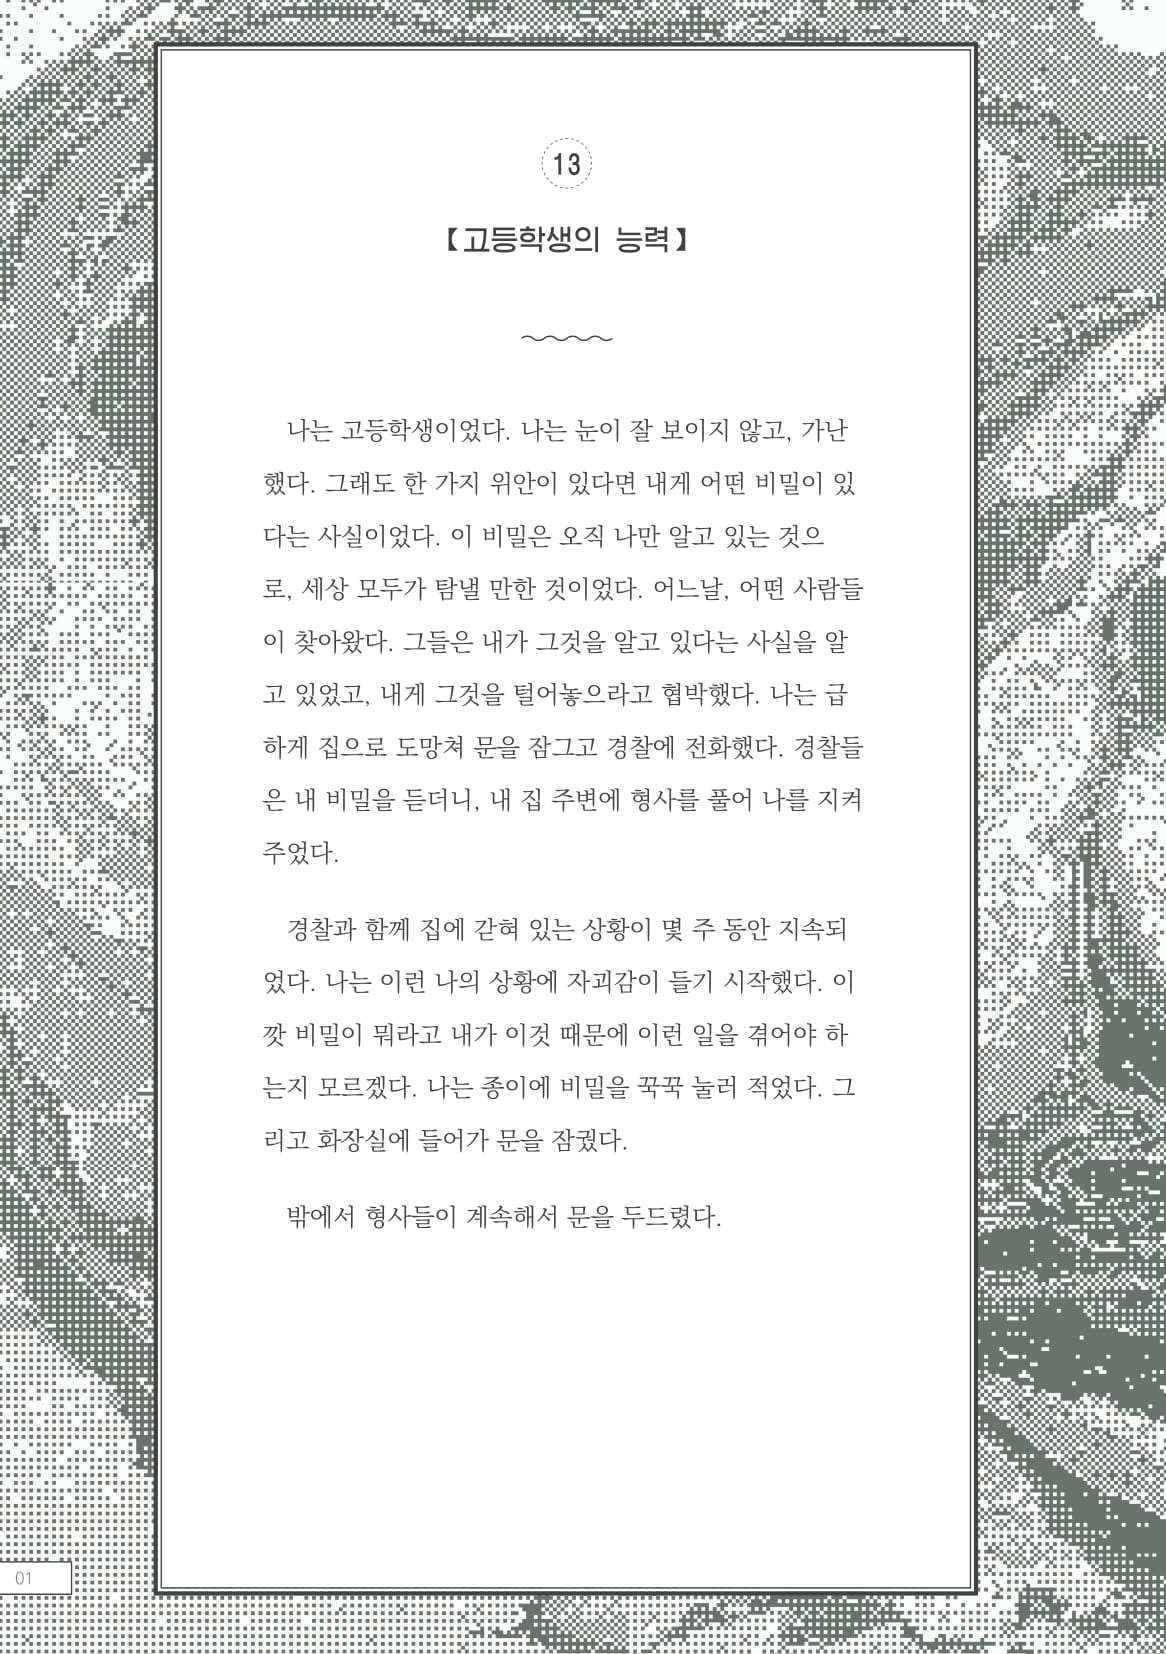 13
【고등학생의 능력】
나는 고등학생이었다. 나는 눈이 잘 보이지 않고, 가난
했다. 그래도 한 가지 위안이 있다면 내게 어떤 비밀이 있
다는 사실이었다. 이 비밀은 오직 나만 알고 있는 것으
로, 세상 모두가 탐낼 만한 것이었다. 어느날, 어떤 사람들
이 찾아왔다. 그들은 내가 그것을 알고 있다는 사실을 알
고 있었고, 내게 그것을 털어놓으라고 협박했다. 나는 급
하게 집으로 도망쳐 문을 잠그고 경찰에 전화했다. 경찰들
은 내 비밀을 듣더니, 내 집 주변에 형사를 풀어 나를 지켜
주었다.
경찰과 함께 집에 갇혀 있는 상황이 몇 주 동안 지속되
었다. 나는 이런 나의 상황에 자괴감이 들기 시작했다. 이
깟 비밀이 뭐라고 내가 이것 때문에 이런 일을 겪어야 하
는지 모르겠다. 나는 종이에 비밀을 꾹꾹 눌러 적었다. 그
리고 화장실에 들어가 문을 잠궜다.
밖에서 형사들이 계속해서 문을 두드렸다.
01